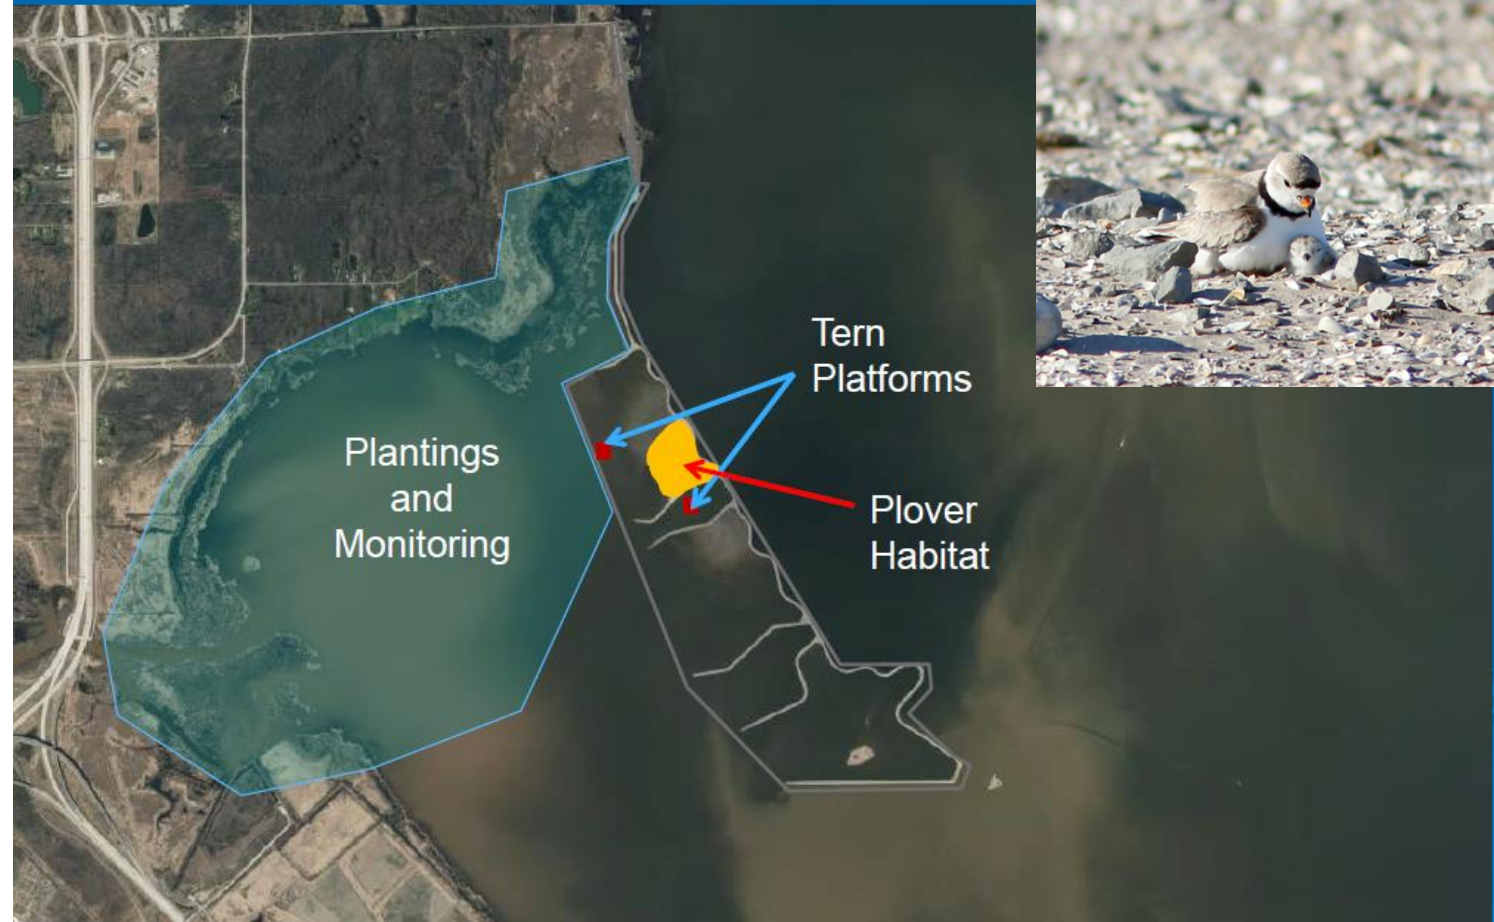 Tern
Platforms
Plantings
and
Monitoring
Plover
Habitat